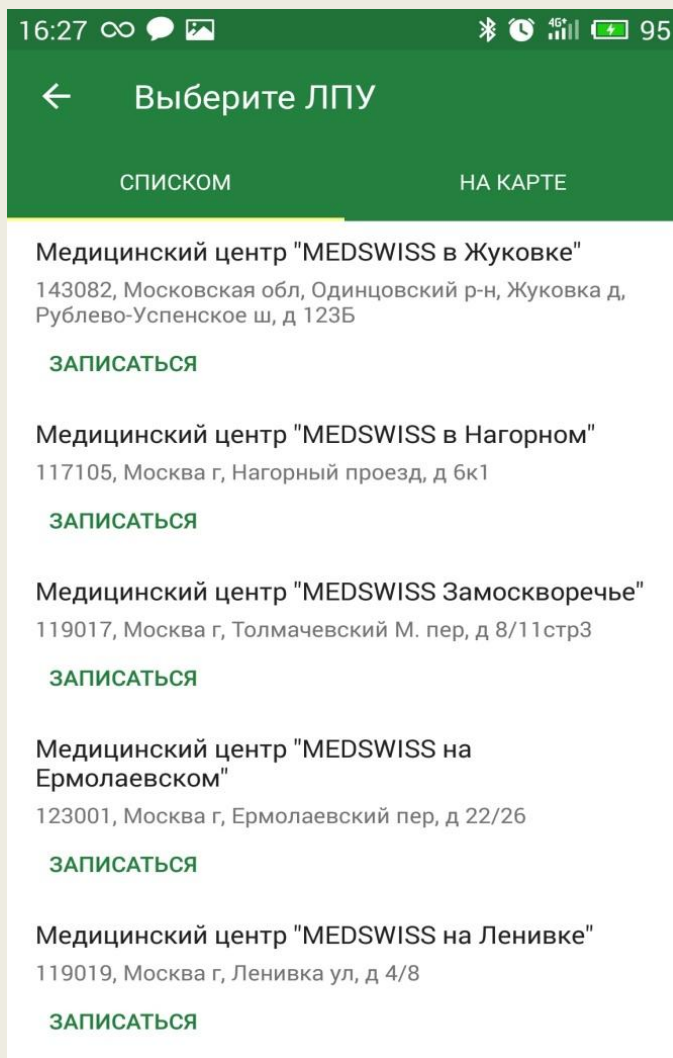 16:27 95
Выберите ЛПУ
СПИСКОМ НА КАРТЕ
Медицинский центр "MEDSWISS в Жуковке"
143082, Московская обл, Одинцовский р-н, Жуковка д,
Рублево-Успенское ш, д 123Б
ЗАПИСАТЬСЯ
Медицинский центр "MEDSWISS в Нагорном"
117105, Москва г, Нагорный проезд, д 6к1
ЗАПИСАТЬСЯ
Медицинский центр "MEDSWISS Замоскворечье"
119017, Москва г, Толмачевский М. пер, д 8/11стр3
ЗАПИСАТЬСЯ
Медицинский центр "MEDSWISS на
Ермолаевском"
123001, Москва г, Ермолаевский пер, д 22/26
ЗАПИСАТЬСЯ
Медицинский центр "MEDSWISS на Ленивке"
119019, Москва г, Ленивка ул, д 4/8
ЗАПИСАТЬСЯ